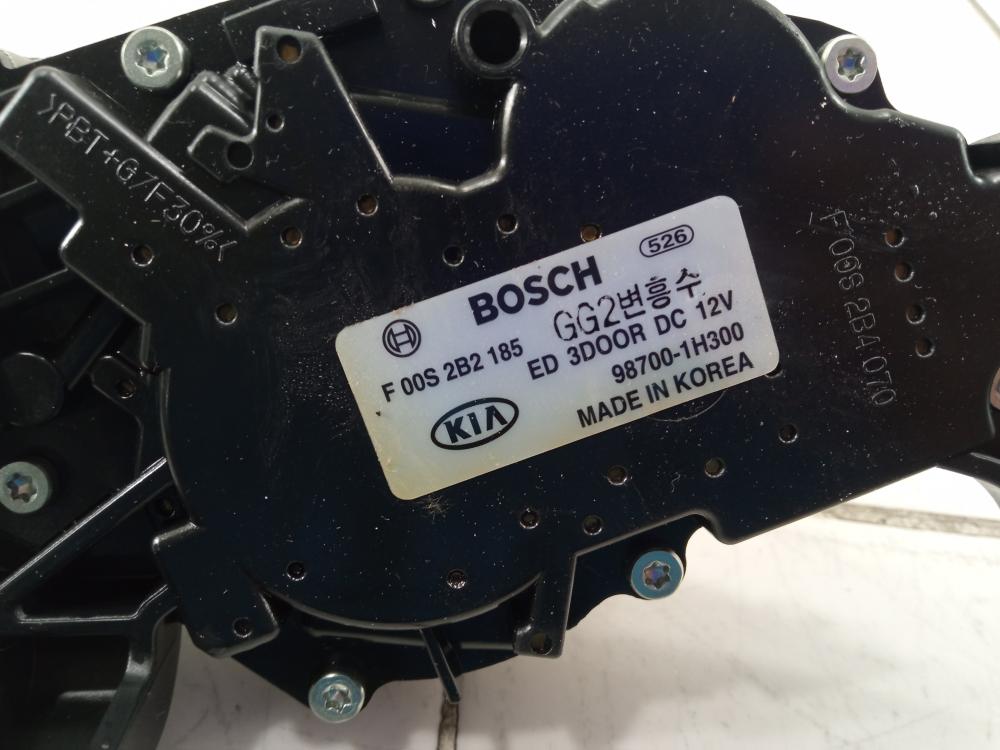 >PBT+G/F30%<
526
BOSCH
GG2변흥수
F 00S 2B2 185
ED 3DOOR DC 12V
98700-1H300
KIA
MADE IN KOREA
F 00S 2B4 070